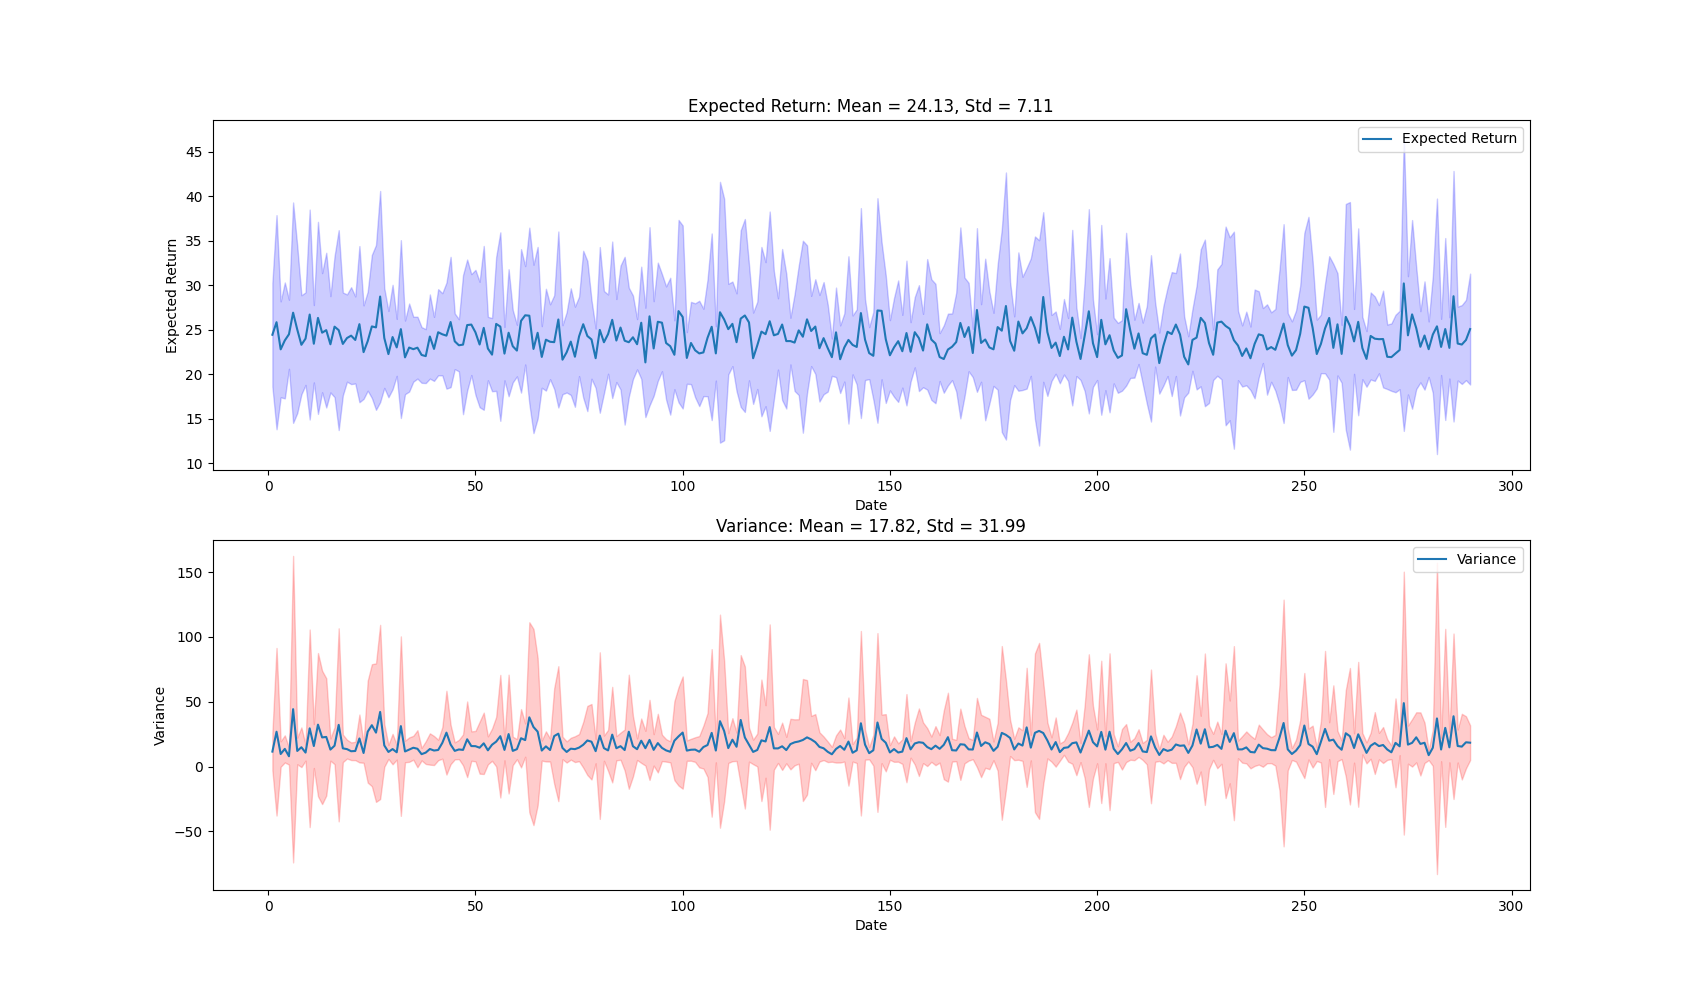 Expected Return: Mean = 24.13, Std = 7.11
Expected Return
45
40
35
30
25
20
15
10
Expected Return
0 50 100 150 200 250 300
Date
Variance: Mean = 17.82, Std = 31.99
Variance
150
100
50
0
−50
Variance
0 50 100 150 200 250 300
Date